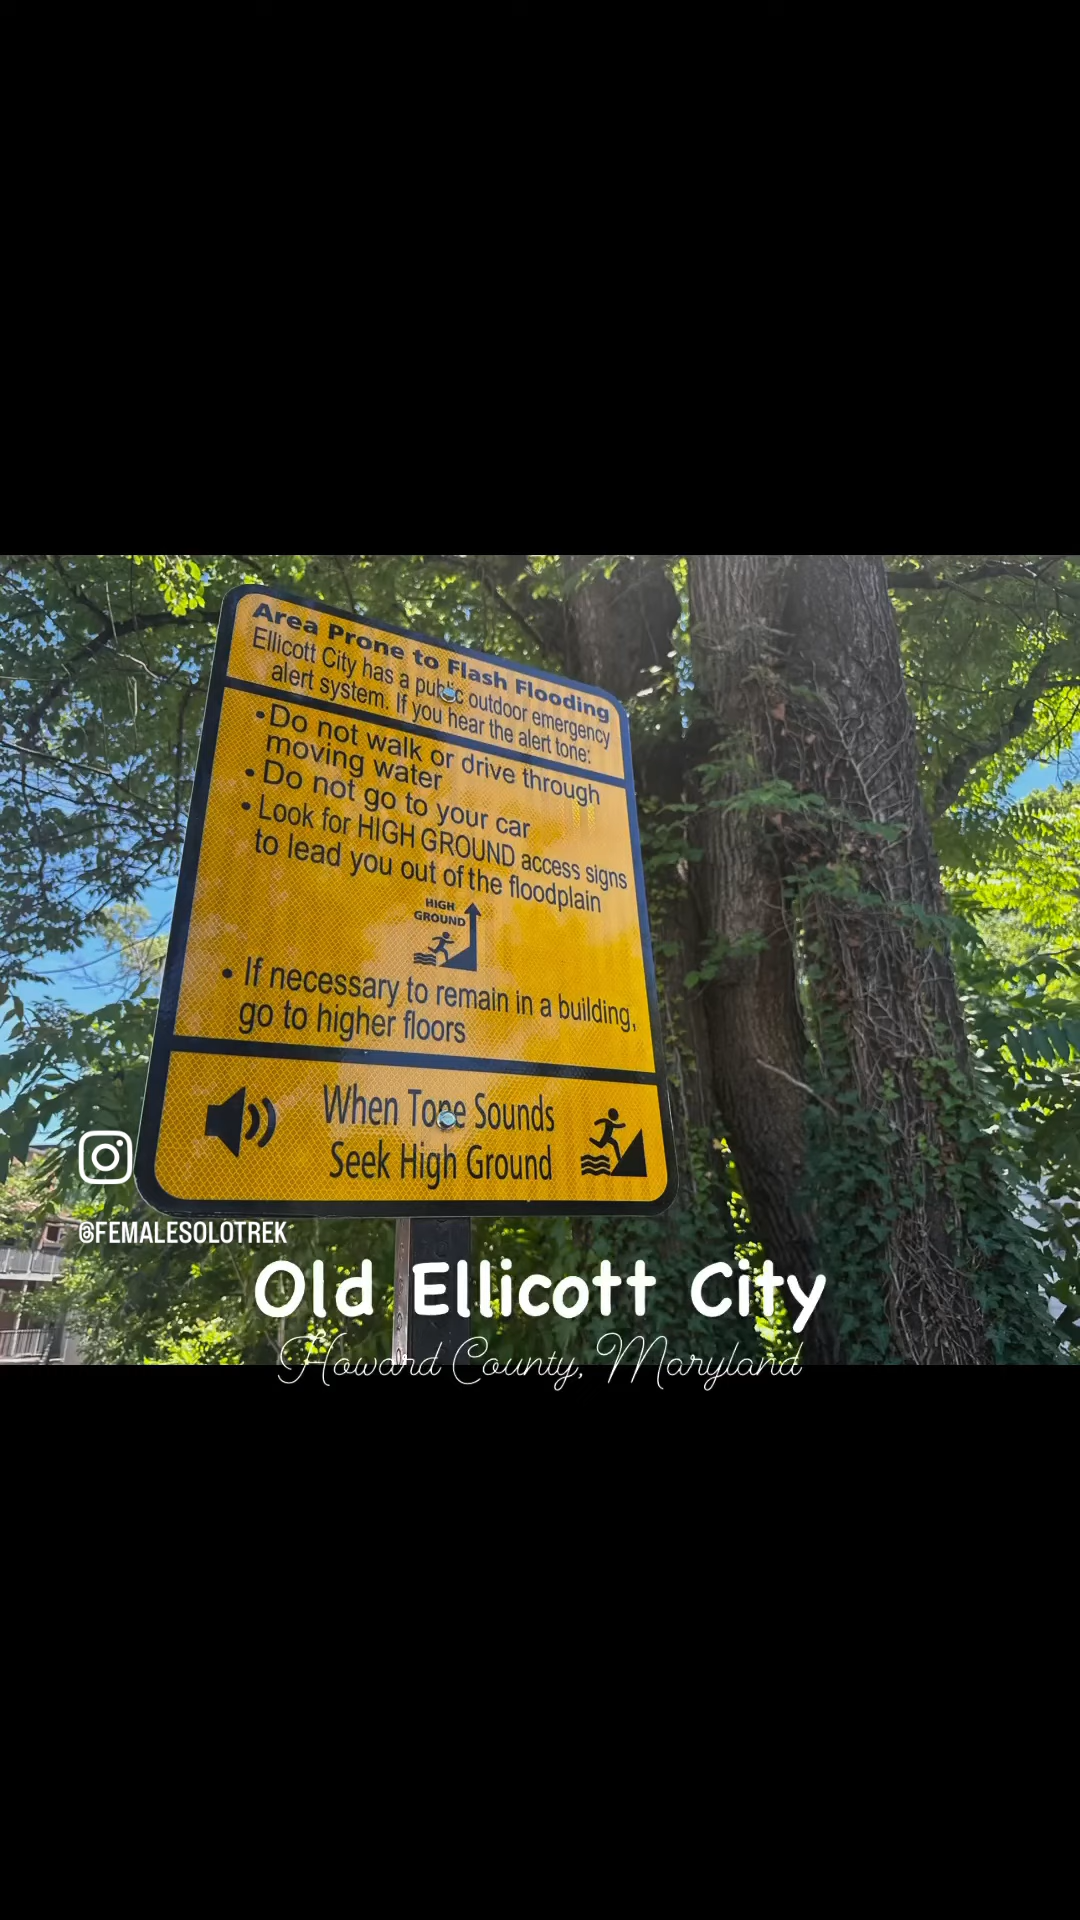 Area Prone to Flash Flooding
Ellicott City has a public outdoor emergency
alert system. If you hear the alert tone:
•Do not walk or drive through
moving water
•Do not go to your car
•Look for HIGH GROUND access signs
to lead you out of the floodplain
HIGH
GROUND
•If necessary to remain in a building,
go to higher floors
When Tone Sounds
Seek High Ground
@FEMALESOLOTREK
Old Ellicott City
Howard County, Maryland